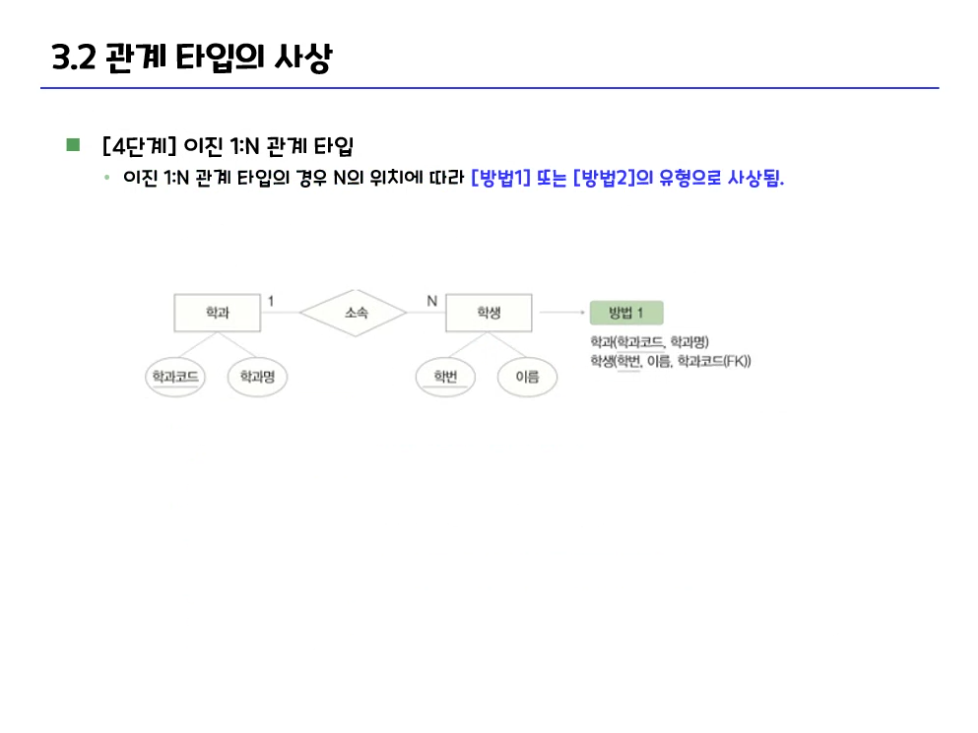 3.2 관계 타입의 사상
[4단계] 이진 1:N 관계 타입
이진 1:N 관계 타입의 경우 N의 위치에 따라 [방법1] 또는 [방법2]의 유형으로 사상됨.
학과 1 소속 N 학생 방법 1
학과(학과코드, 학과명)
학생(학번, 이름, 학과코드(FK))
학과코드 학과명 학번 이름